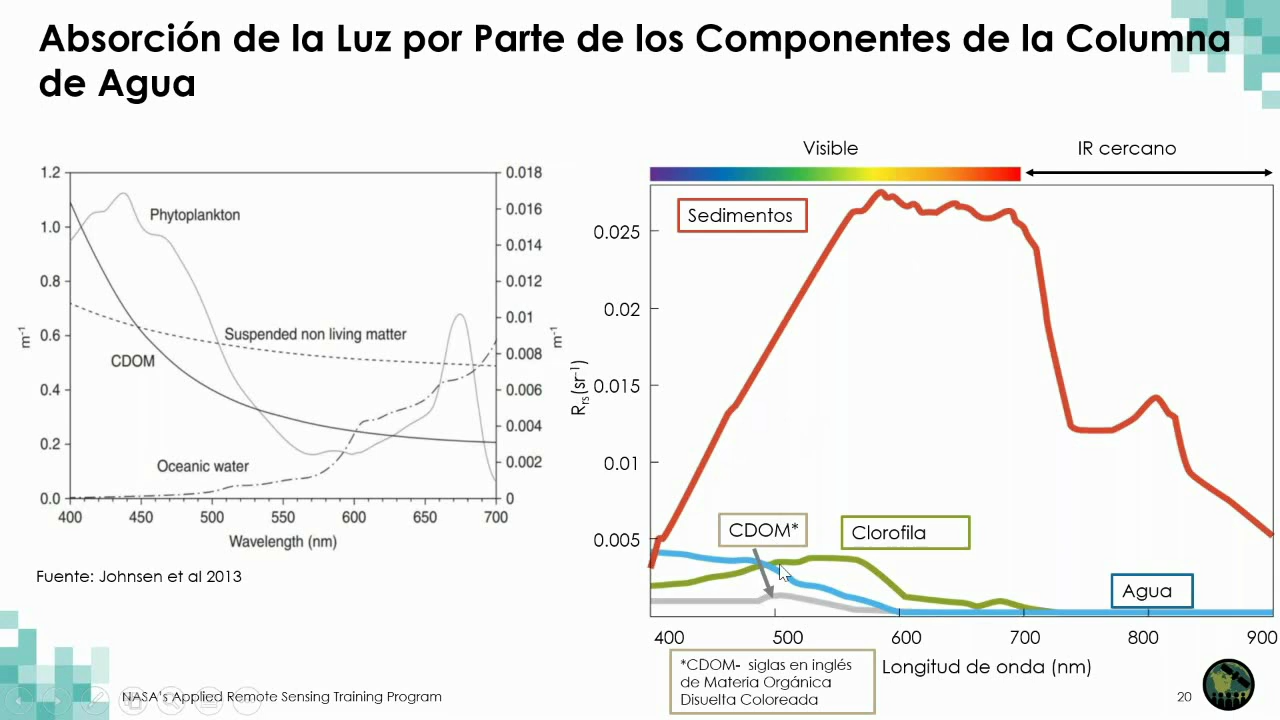 Absorción de la Luz por Parte de los Componentes de la Columna
de Agua
1.2
1.0
0.8
0.6
0.4
0.2
0.0
m⁻¹
0.018
0.016
0.014
0.012
0.01
0.008
0.006
0.004
0.002
0
m⁻¹
Phytoplankton
Suspended non living matter
CDOM
Oceanic water
400 450 500 550 600 650 700
Wavelength (nm)
Fuente: Johnsen et al 2013
Visible
IR cercano
Sedimentos
0.025
0.02
0.015
0.01
0.005
Rrs(sr⁻¹)
CDOM*
Clorofila
Agua
400 500 600 700 800 900
Longitud de onda (nm)
*CDOM- siglas en inglés
de Materia Orgánica
Disuelta Coloreada
NASA's Applied Remote Sensing Training Program
20